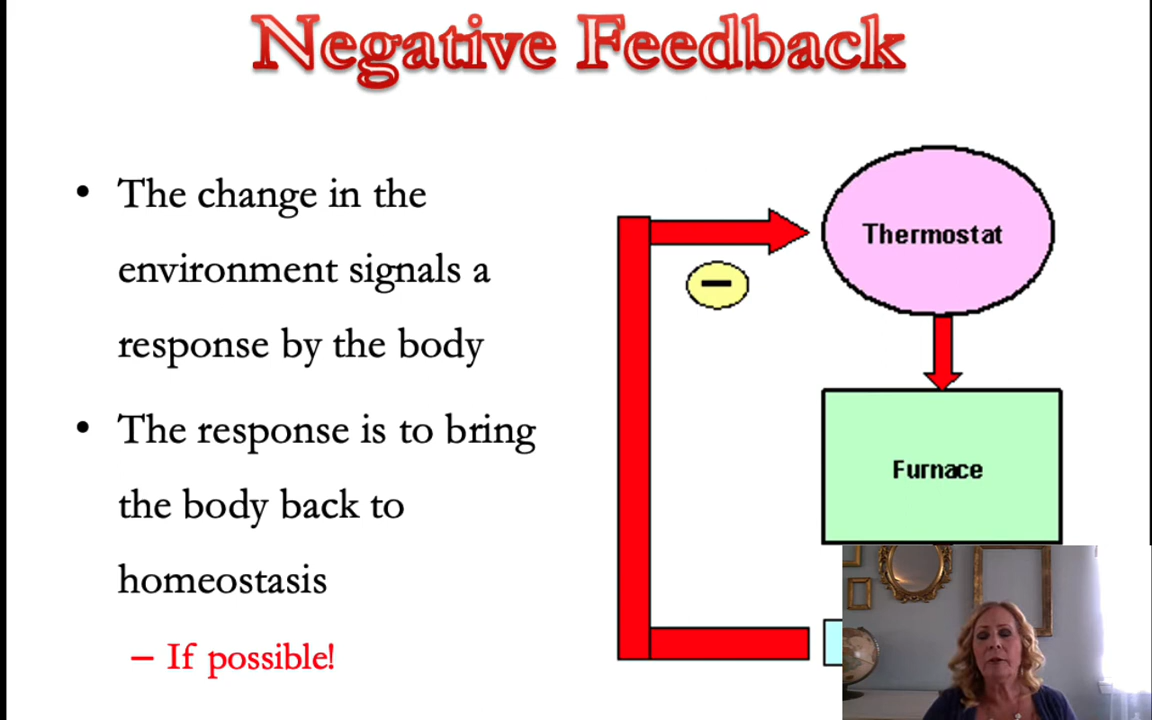 Negative Feedback
• The change in the
environment signals a
response by the body
• The response is to bring
the body back to
homeostasis
– If possible!
Thermostat
−
Furnace